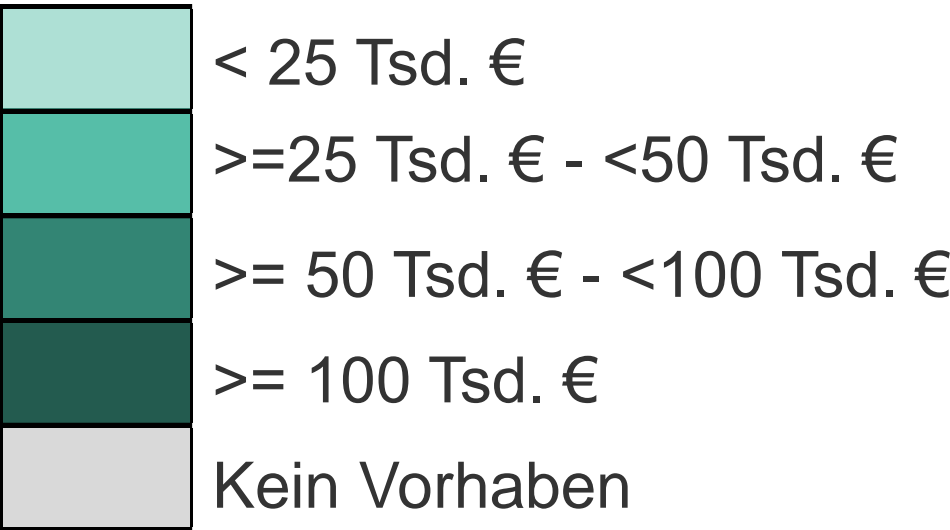 < 25 Tsd. €
>=25 Tsd. € - <50 Tsd. €
>= 50 Tsd. € - <100 Tsd. €
>= 100 Tsd. €
Kein Vorhaben